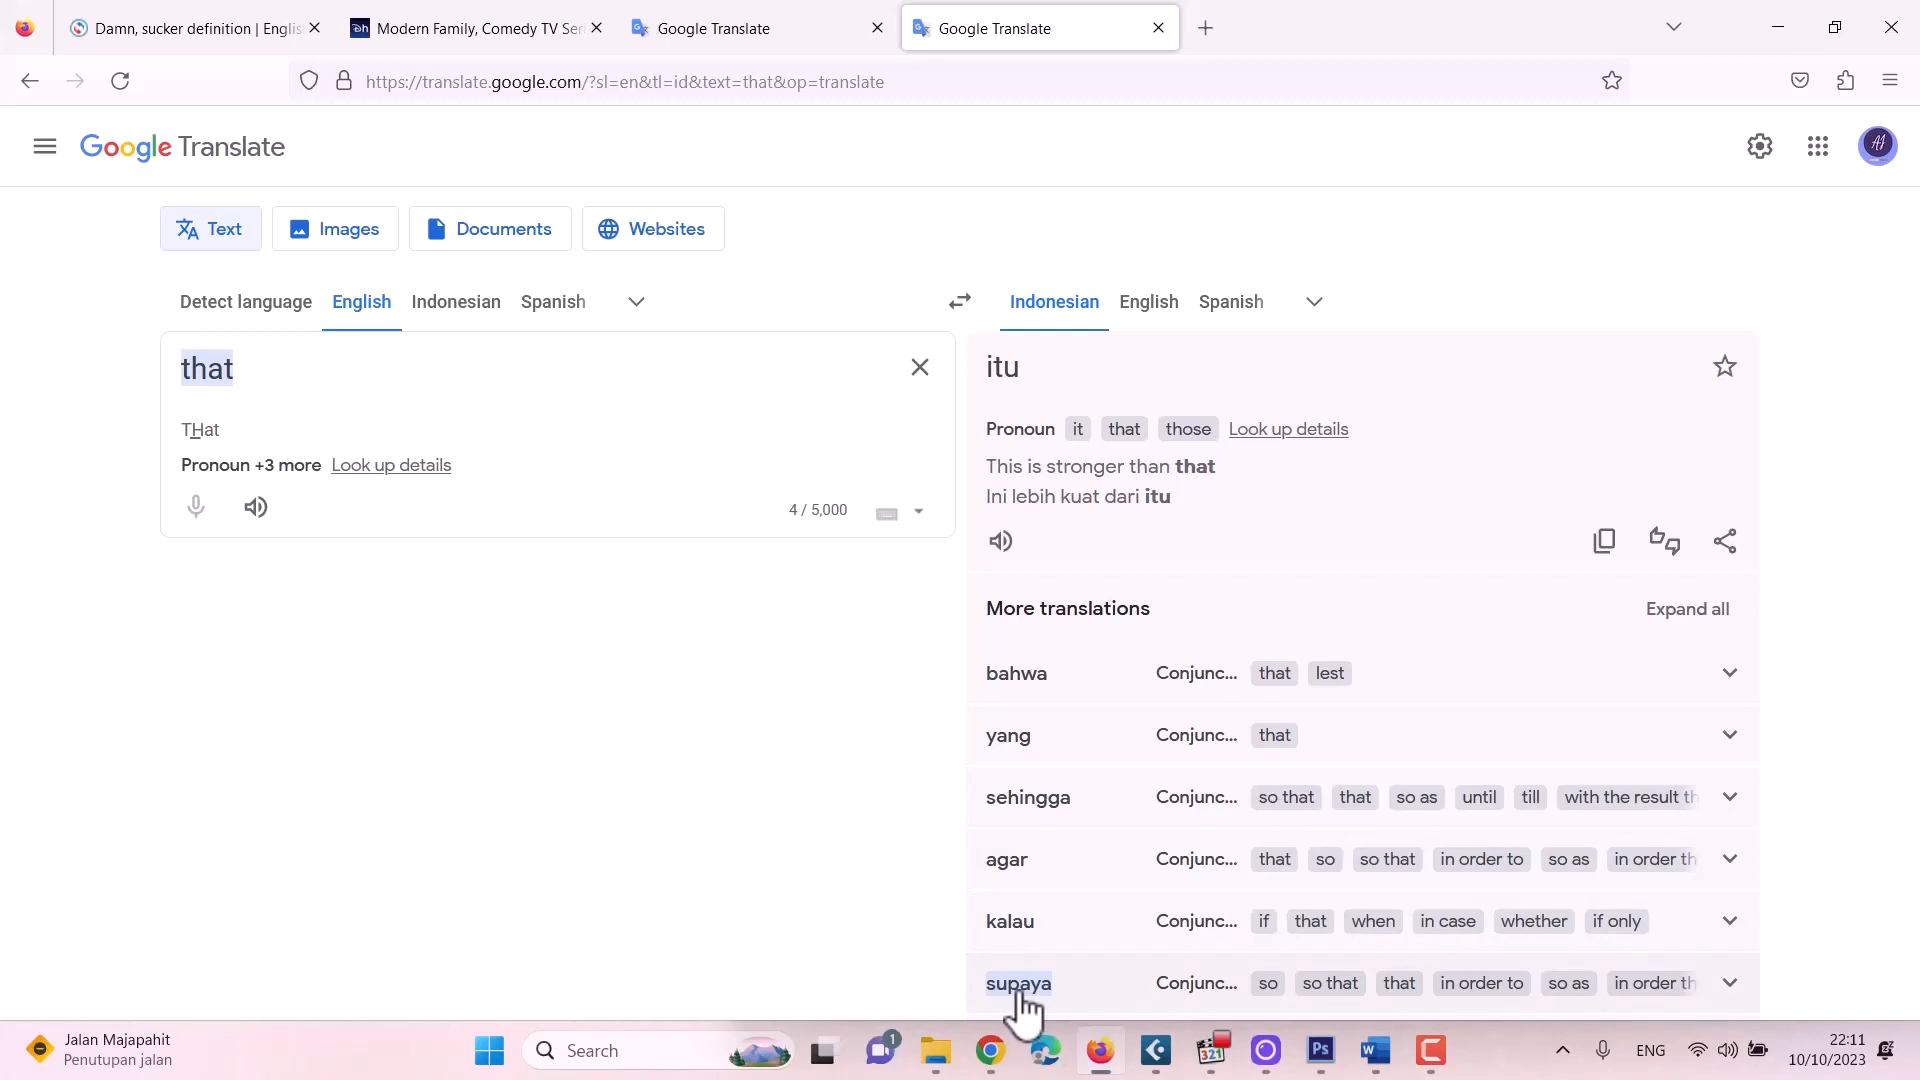 Damn, sucker definition | Englis
Modern Family, Comedy TV Seri
Google Translate
Google Translate
https://translate.google.com/?sl=en&tl=id&text=that&op=translate
Google Translate
Text
Images
Documents
Websites
Detect language English Indonesian Spanish
Indonesian English Spanish
that
THat
Pronoun +3 more Look up details
4 / 5,000
itu
Pronoun it that those Look up details
This is stronger than that
Ini lebih kuat dari itu
More translations Expand all
bahwa Conjunc... that lest
yang Conjunc... that
sehingga Conjunc... so that that so as until till with the result th
agar Conjunc... that so so that in order to so as in order th
kalau Conjunc... if that when in case whether if only
supaya Conjunc... so so that that in order to so as in order th
Jalan Majapahit
Penutupan jalan
Search
1
321
Ps
W
C
ENG
22:11
10/10/2023